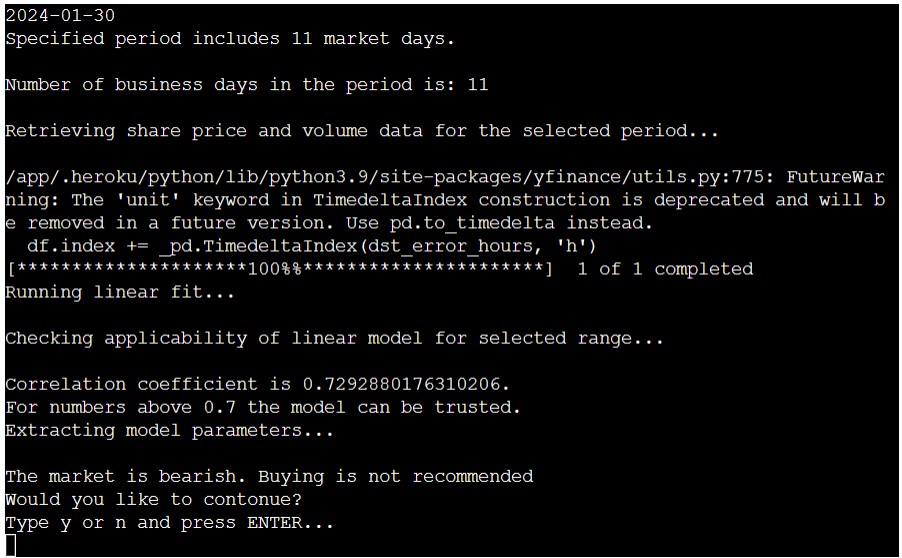 2024-01-30
Specified period includes 11 market days.
Number of business days in the period is: 11
Retrieving share price and volume data for the selected period...
/app/.heroku/python/lib/python3.9/site-packages/yfinance/utils.py:775: FutureWar
ning: The 'unit' keyword in TimedeltaIndex construction is deprecated and will b
e removed in a future version. Use pd.to_timedelta instead.
  df.index += _pd.TimedeltaIndex(dst_error_hours, 'h')
[*********************100%%**********************]  1 of 1 completed
Running linear fit...
Checking applicability of linear model for selected range...
Correlation coefficient is 0.7292880176310206.
For numbers above 0.7 the model can be trusted.
Extracting model parameters...
The market is bearish. Buying is not recommended
Would you like to contonue?
Type y or n and press ENTER...